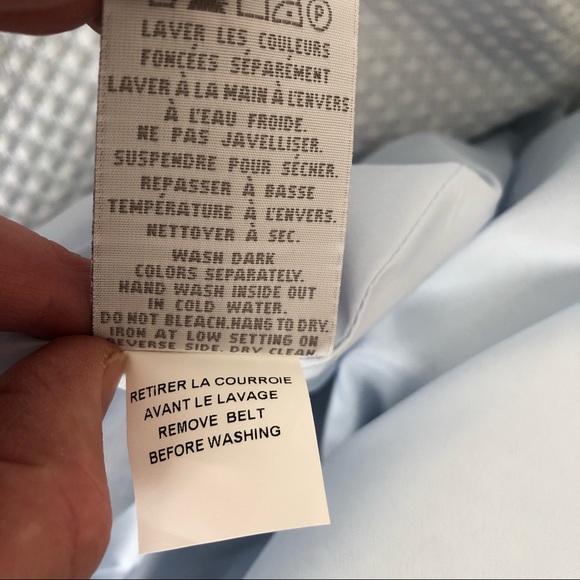 P
LAVER LES COULEURS
FONCÉES SÉPAREMENT
LAVER À LA MAIN À L'ENVERS
À L'EAU FROIDE.
NE PAS JAVELLISER.
SUSPENDRE POUR SÉCHER.
REPASSER À BASSE
TEMPÉRATURE À L'ENVERS.
NETTOYER À SEC.
WASH DARK
COLORS SEPARATELY.
HAND WASH INSIDE OUT
IN COLD WATER.
DO NOT BLEACH.HANG TO DRY.
IRON AT LOW SETTING ON
REVERSE SIDE. DRY CLEAN.
RETIRER LA COURROIE
AVANT LE LAVAGE
REMOVE BELT
BEFORE WASHING